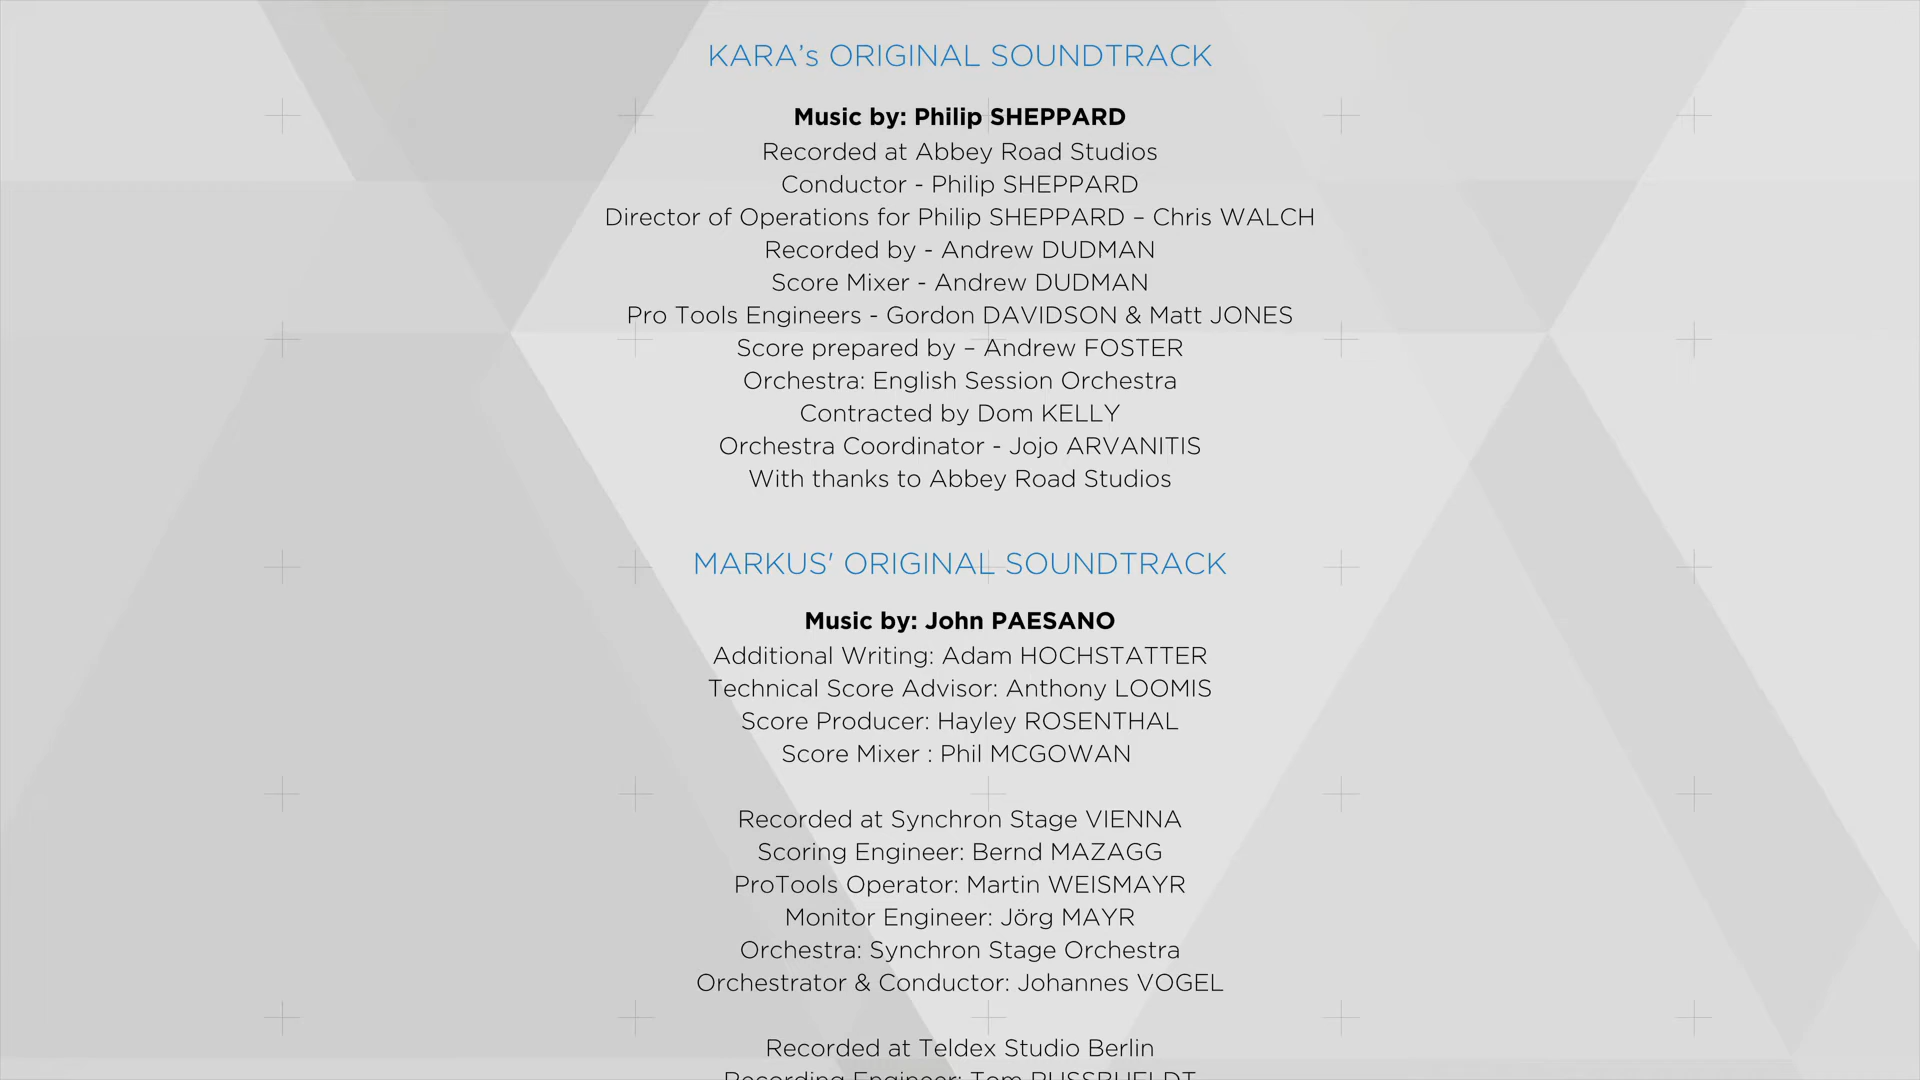 KARA’s ORIGINAL SOUNDTRACK
Music by: Philip SHEPPARD
Recorded at Abbey Road Studios
Conductor - Philip SHEPPARD
Director of Operations for Philip SHEPPARD – Chris WALCH
Recorded by - Andrew DUDMAN
Score Mixer - Andrew DUDMAN
Pro Tools Engineers - Gordon DAVIDSON & Matt JONES
Score prepared by – Andrew FOSTER
Orchestra: English Session Orchestra
Contracted by Dom KELLY
Orchestra Coordinator - Jojo ARVANITIS
With thanks to Abbey Road Studios
MARKUS' ORIGINAL SOUNDTRACK
Music by: John PAESANO
Additional Writing: Adam HOCHSTATTER
Technical Score Advisor: Anthony LOOMIS
Score Producer: Hayley ROSENTHAL
Score Mixer : Phil MCGOWAN
Recorded at Synchron Stage VIENNA
Scoring Engineer: Bernd MAZAGG
ProTools Operator: Martin WEISMAYR
Monitor Engineer: Jörg MAYR
Orchestra: Synchron Stage Orchestra
Orchestrator & Conductor: Johannes VOGEL
Recorded at Teldex Studio Berlin
Recording Engineer: Tom